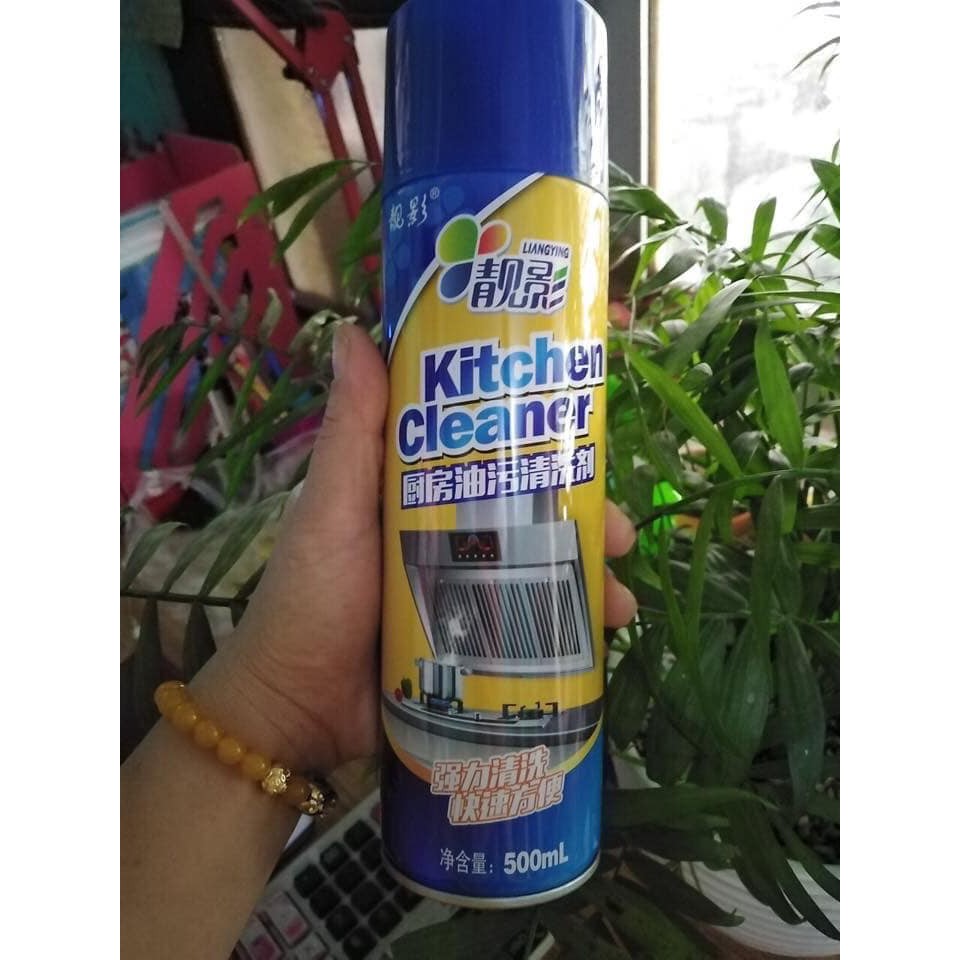 靓影®
LIANGYING
靓影
Kitchen
Cleaner
厨房油污清洗剂
强力清洗
快速方便
净含量：500mL